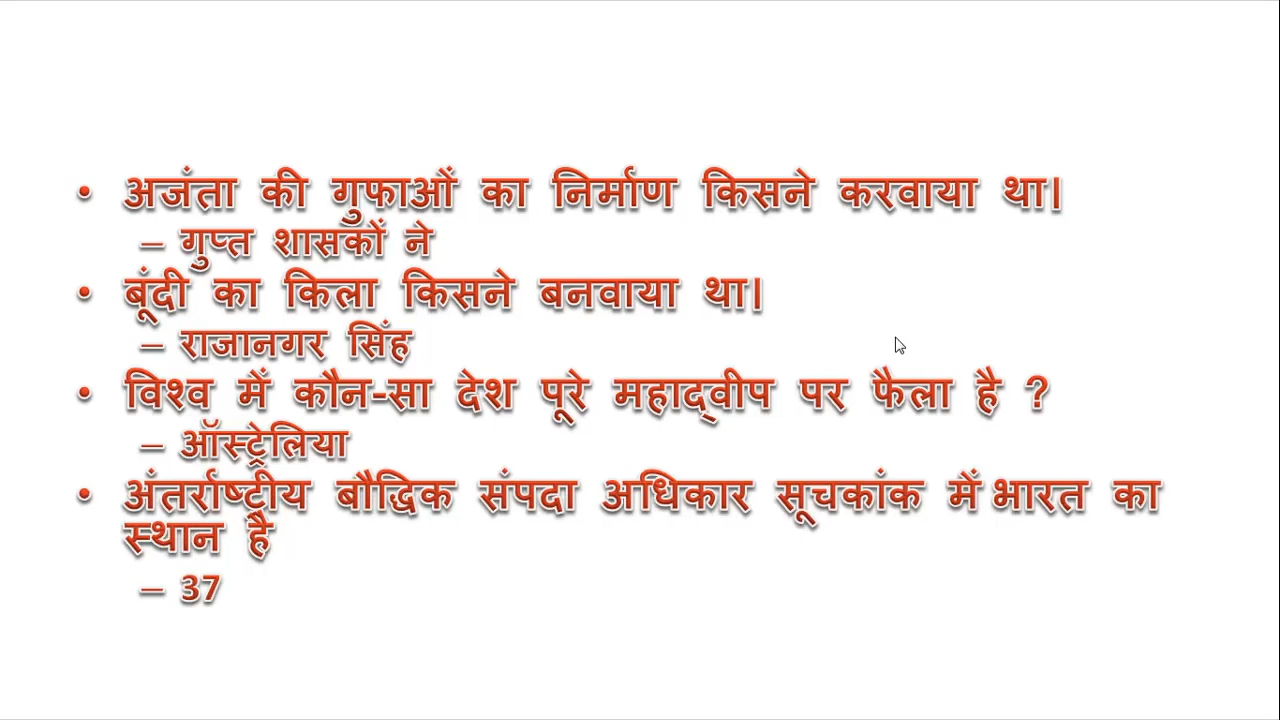 • अजंता की गुफाओं का निर्माण किसने करवाया था।
– गुप्त शासकों ने
• बूंदी का किला किसने बनवाया था।
– राजानगर सिंह
• विश्व में कौन-सा देश पूरे महाद्वीप पर फैला है ?
– ऑस्ट्रेलिया
• अंतर्राष्ट्रीय बौद्धिक संपदा अधिकार सूचकांक में भारत का
स्थान है
– 37